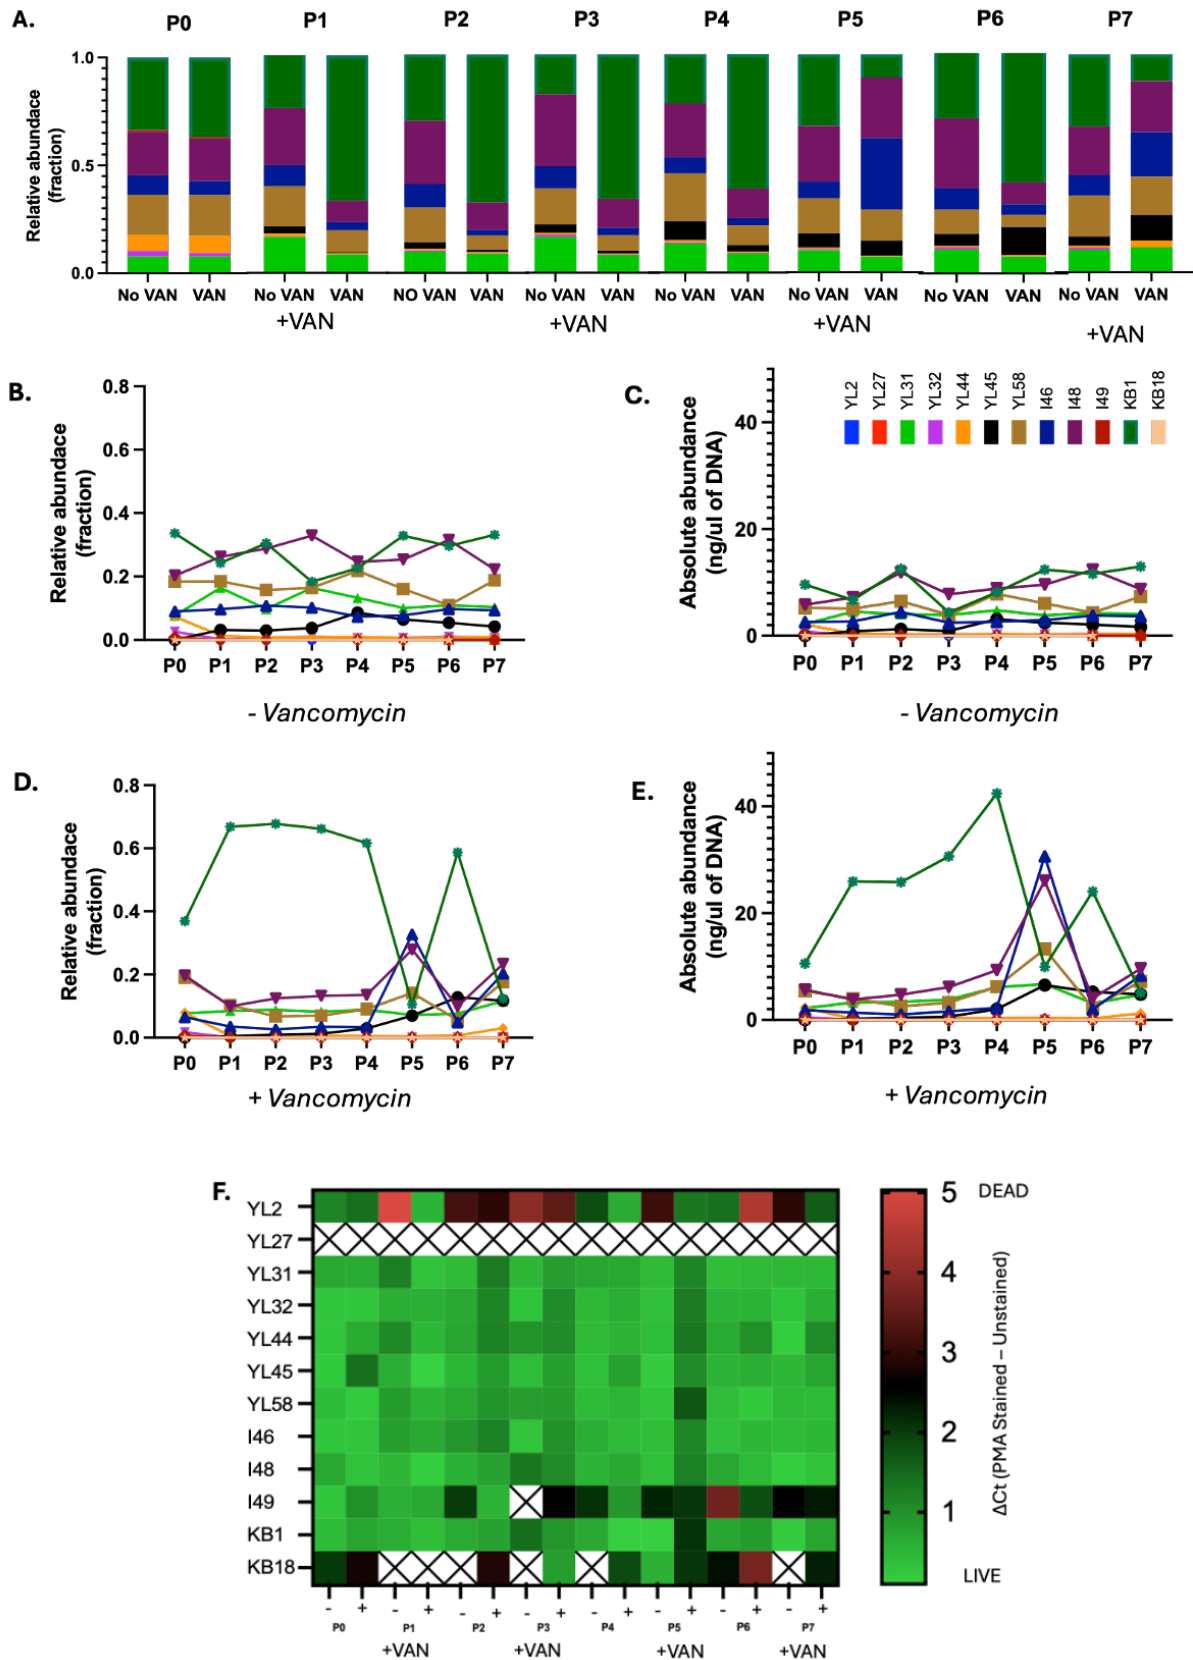 A.
P0 P1 P2 P3 P4 P5 P6 P7
Relative abundace
(fraction)
1.0
0.5
0.0
No VAN VAN No VAN VAN NO VAN VAN No VAN VAN No VAN VAN No VAN VAN No VAN VAN No VAN VAN
+VAN +VAN +VAN +VAN
B.
Relative abundace
(fraction)
0.8
0.6
0.4
0.2
0.0
P0 P1 P2 P3 P4 P5 P6 P7
- Vancomycin
C.
Absolute abundance
(ng/ul of DNA)
YL2 YL27 YL31 YL32 YL44 YL45 YL58 I46 I48 I49 KB1 KB18
40
20
0
P0 P1 P2 P3 P4 P5 P6 P7
- Vancomycin
D.
Relative abundace
(fraction)
0.8
0.6
0.4
0.2
0.0
P0 P1 P2 P3 P4 P5 P6 P7
+ Vancomycin
E.
Absolute abundance
(ng/ul of DNA)
40
20
0
P0 P1 P2 P3 P4 P5 P6 P7
+ Vancomycin
F.
YL2
YL27
YL31
YL32
YL44
YL45
YL58
I46
I48
I49
KB1
KB18
- + - + - + - + - + - + - + - +
P0 P1 P2 P3 P4 P5 P6 P7
+VAN +VAN +VAN +VAN
5
4
3
2
1
DEAD
LIVE
ΔCt (PMA Stained – Unstained)